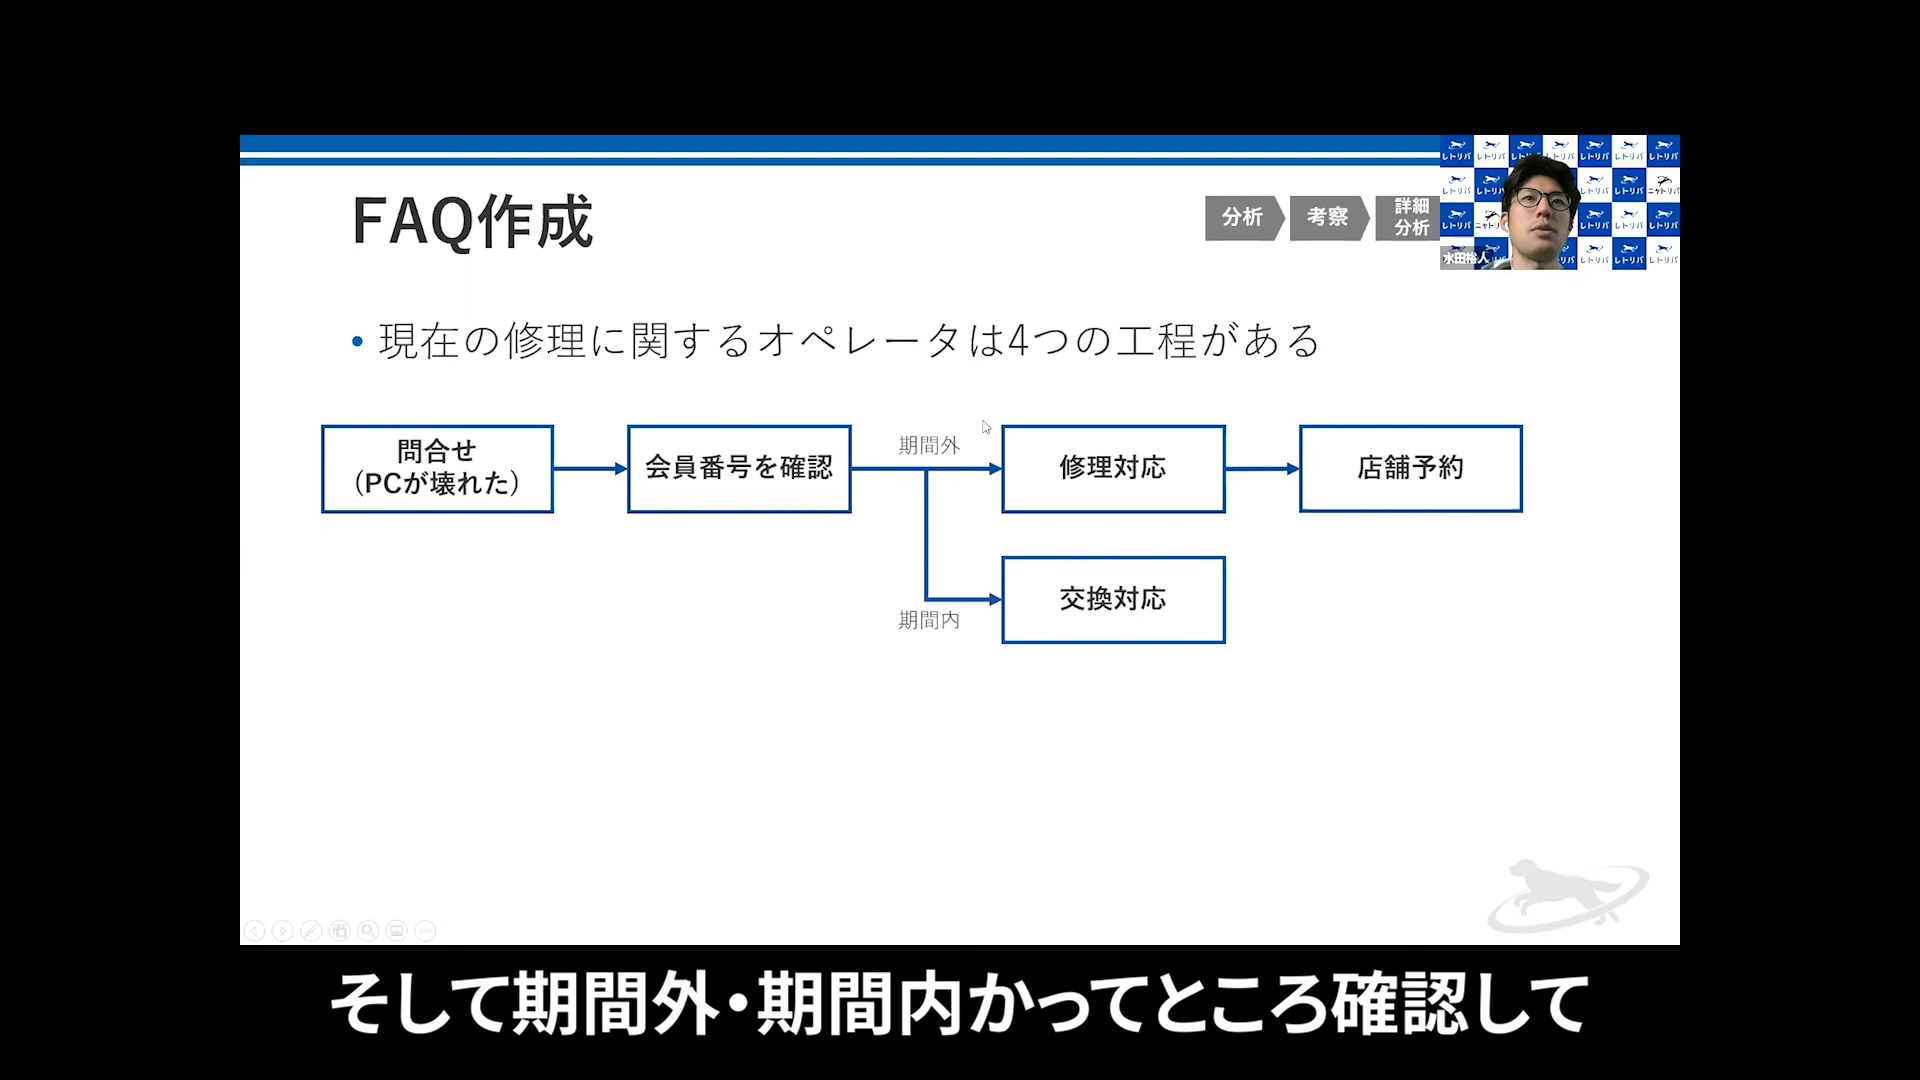 FAQ作成
分析
考察
詳細
分析
水田裕人
・現在の修理に関するオペレータは4つの工程がある
問合せ
(PCが壊れた)
会員番号を確認
期間外
修理対応
店舗予約
期間内
交換対応
そして期間外・期間内かってところ確認して